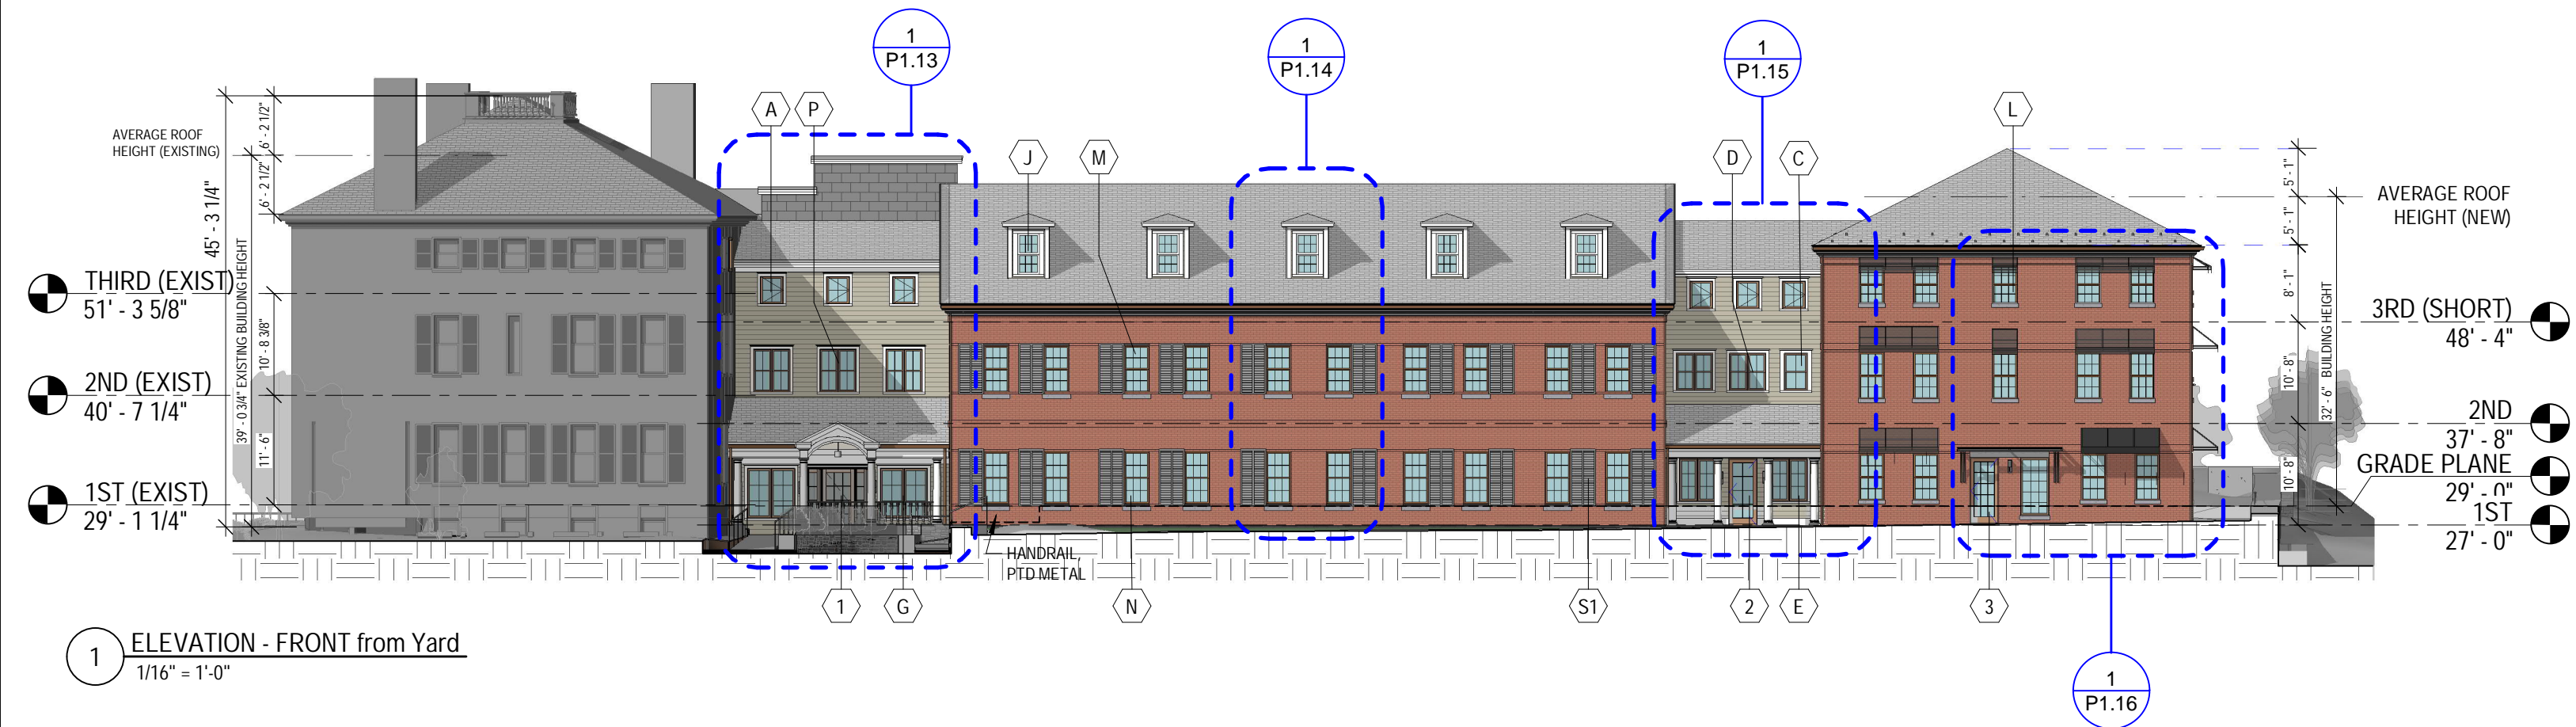 1
P1.13
1
P1.14
1
P1.15
A
P
J
M
D
C
L
AVERAGE ROOF
HEIGHT (EXISTING)
6' - 2 1/2"
6' - 2 1/2"
45' - 3 1/4"
39' - 0 3/4" EXISTING BUILDING HEIGHT
10' - 8 3/8"
11' - 6"
THIRD (EXIST)
51' - 3 5/8"
2ND (EXIST)
40' - 7 1/4"
1ST (EXIST)
29' - 1 1/4"
5' - 1"
5' - 1"
8' - 1"
10' - 8"
10' - 8"
32' - 6" BUILDING HEIGHT
AVERAGE ROOF
HEIGHT (NEW)
3RD (SHORT)
48' - 4"
2ND
37' - 8"
GRADE PLANE
29' - 0"
1ST
27' - 0"
HANDRAIL,
PTD METAL
1
G
N
S1
2
E
3
1
ELEVATION - FRONT from Yard
1/16" = 1'-0"
1
P1.16